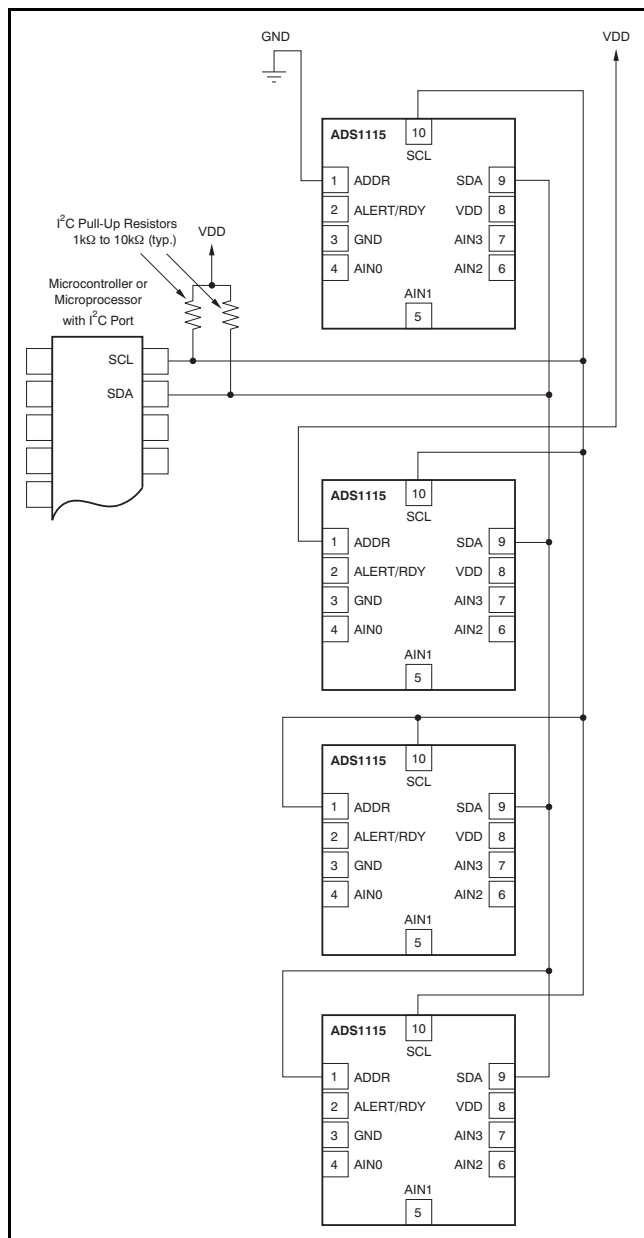 GND
VDD
ADS1115
10
SCL
1 ADDR SDA 9
2 ALERT/RDY VDD 8
3 GND AIN3 7
4 AIN0 AIN2 6
AIN1
5
I²C Pull-Up Resistors
1kΩ to 10kΩ (typ.)
VDD
Microcontroller or
Microprocessor
with I²C Port
SCL
SDA
ADS1115
10
SCL
1 ADDR SDA 9
2 ALERT/RDY VDD 8
3 GND AIN3 7
4 AIN0 AIN2 6
AIN1
5
ADS1115
10
SCL
1 ADDR SDA 9
2 ALERT/RDY VDD 8
3 GND AIN3 7
4 AIN0 AIN2 6
AIN1
5
ADS1115
10
SCL
1 ADDR SDA 9
2 ALERT/RDY VDD 8
3 GND AIN3 7
4 AIN0 AIN2 6
AIN1
5